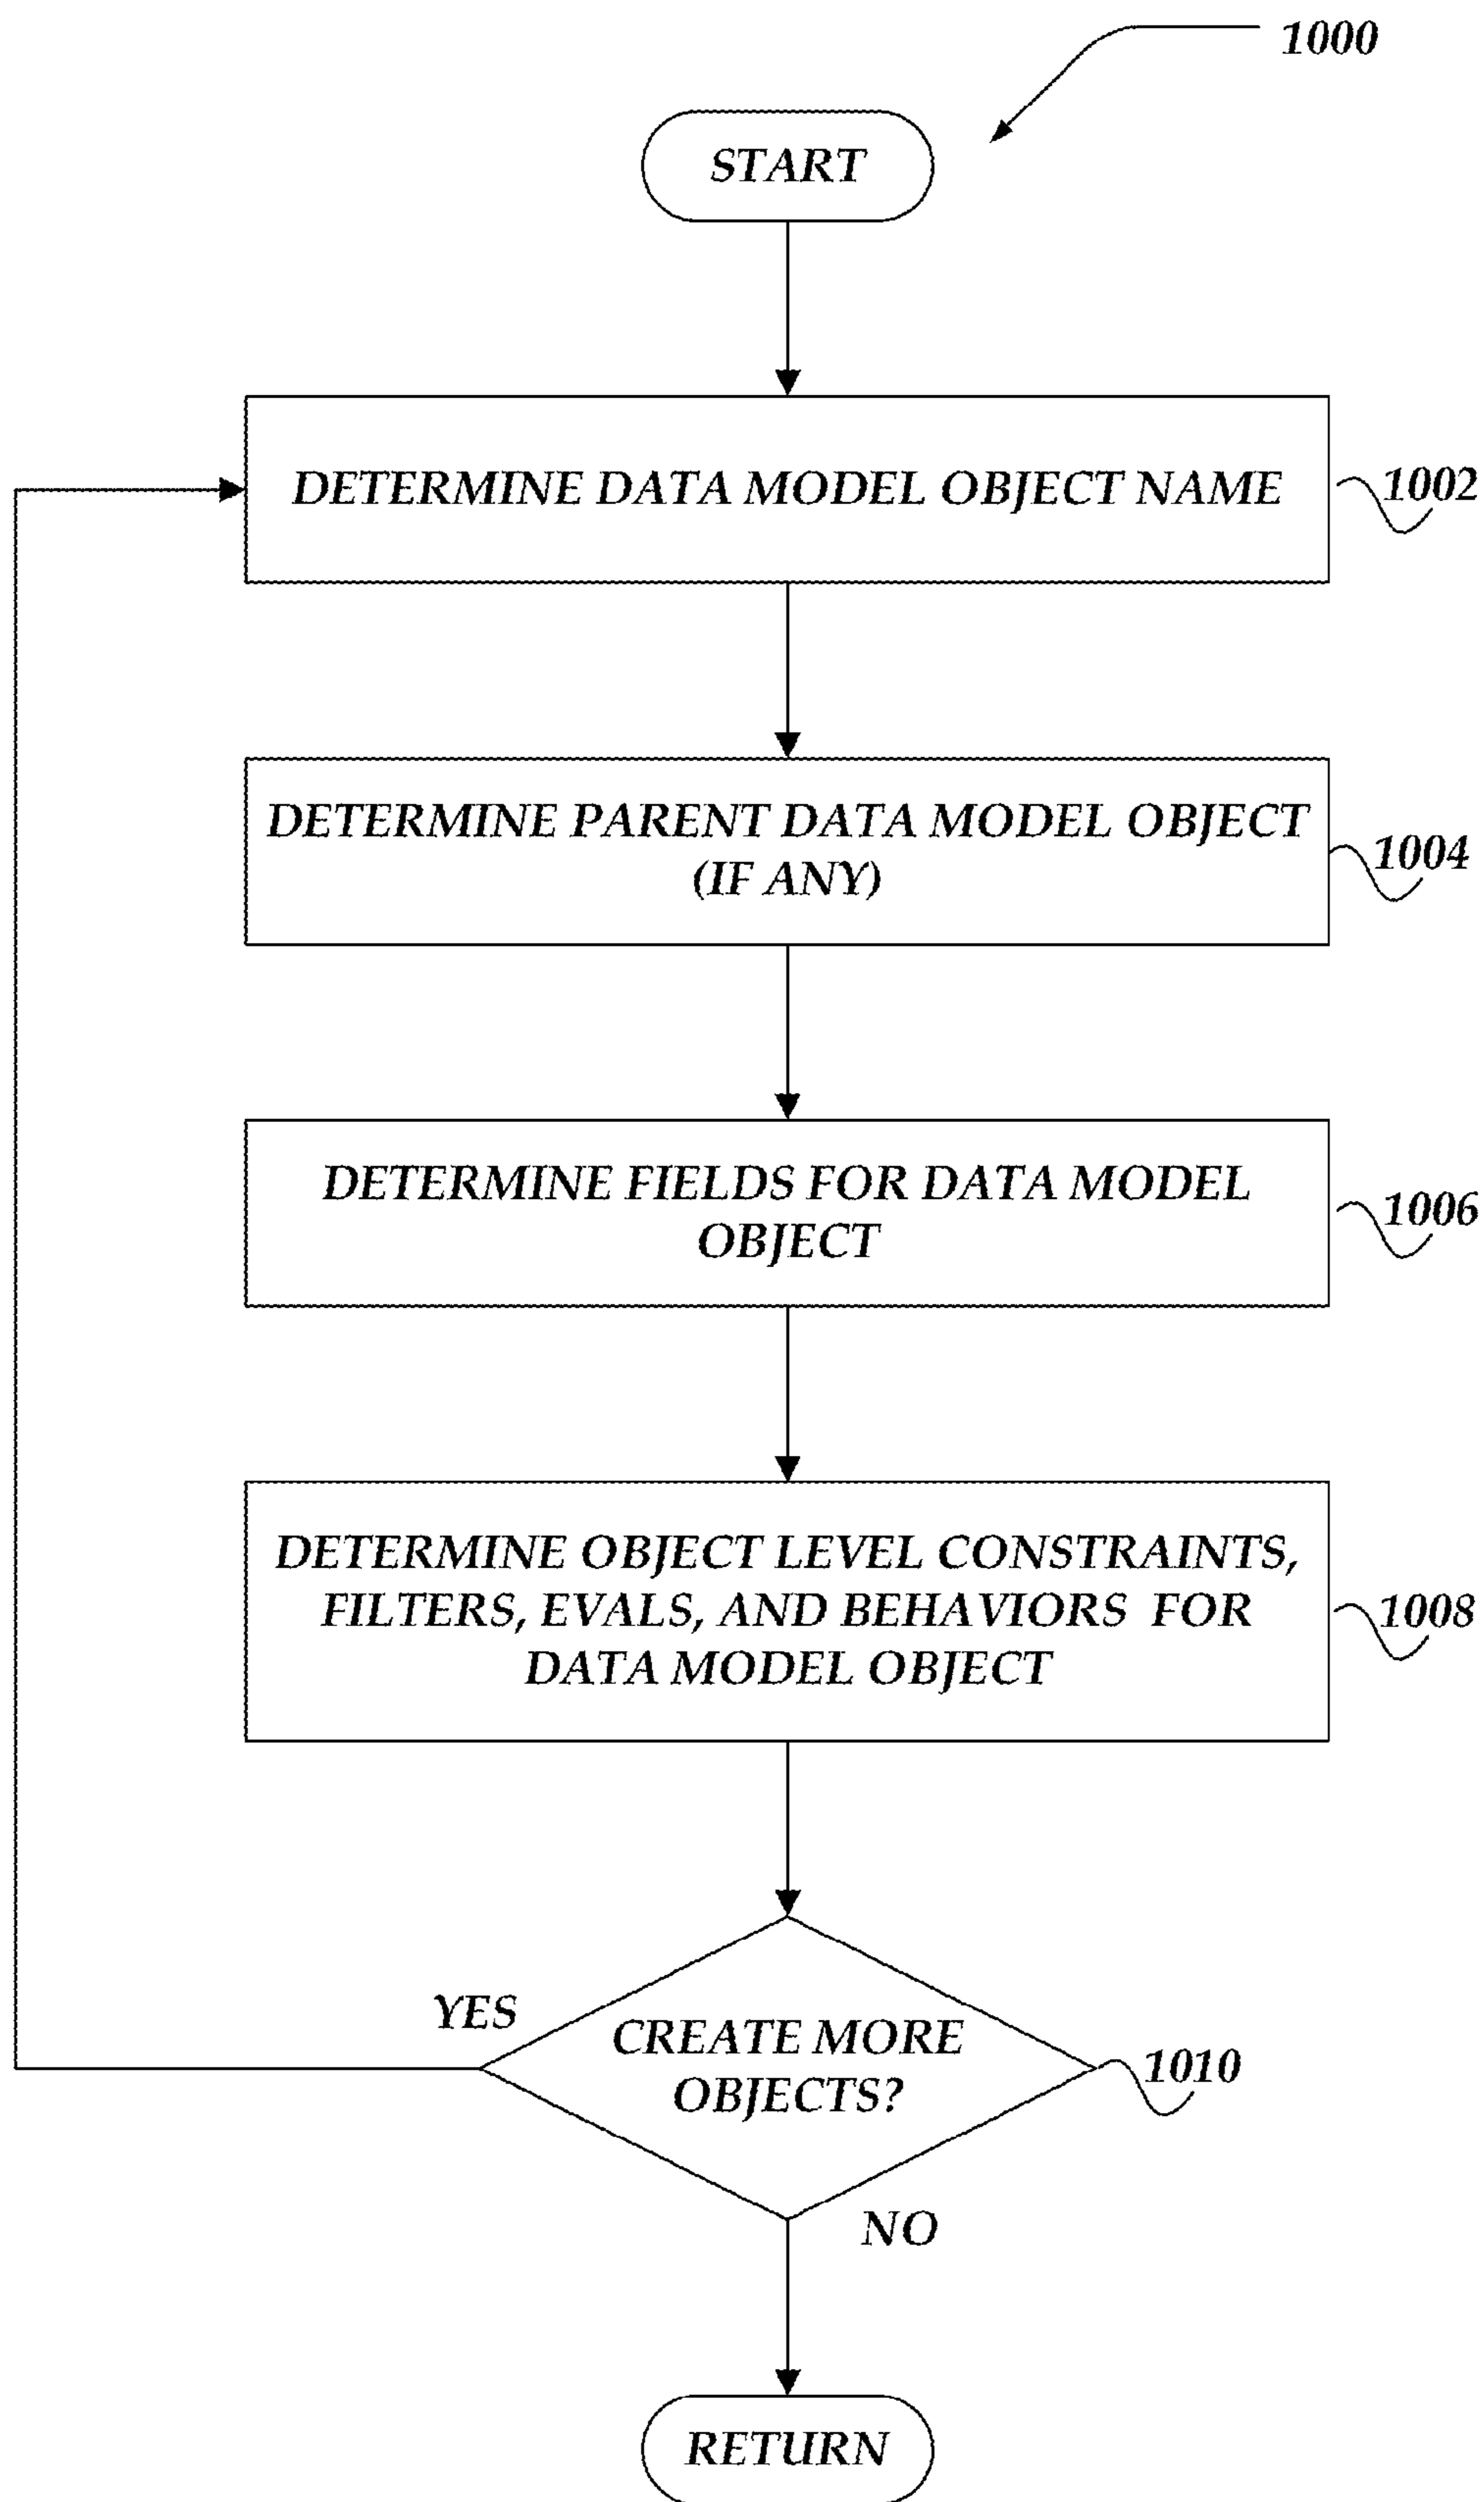 1000
START
DETERMINE DATA MODEL OBJECT NAME
1002
DETERMINE PARENT DATA MODEL OBJECT
(IF ANY)
1004
DETERMINE FIELDS FOR DATA MODEL
OBJECT
1006
DETERMINE OBJECT LEVEL CONSTRAINTS,
FILTERS, EVALS, AND BEHAVIORS FOR
DATA MODEL OBJECT
1008
YES
CREATE MORE
OBJECTS?
1010
NO
RETURN